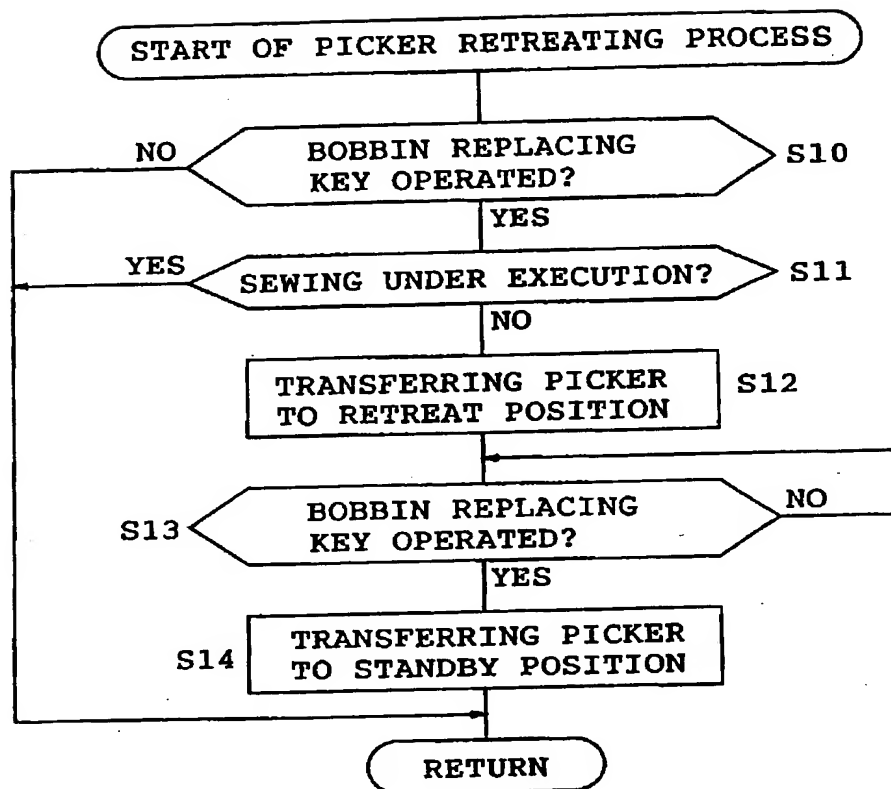 START OF PICKER RETREATING PROCESS
NO
BOBBIN REPLACING
KEY OPERATED?
S10
YES
YES
SEWING UNDER EXECUTION?
S11
NO
TRANSFERRING PICKER
TO RETREAT POSITION
S12
S13
BOBBIN REPLACING
KEY OPERATED?
NO
YES
S14
TRANSFERRING PICKER
TO STANDBY POSITION
RETURN